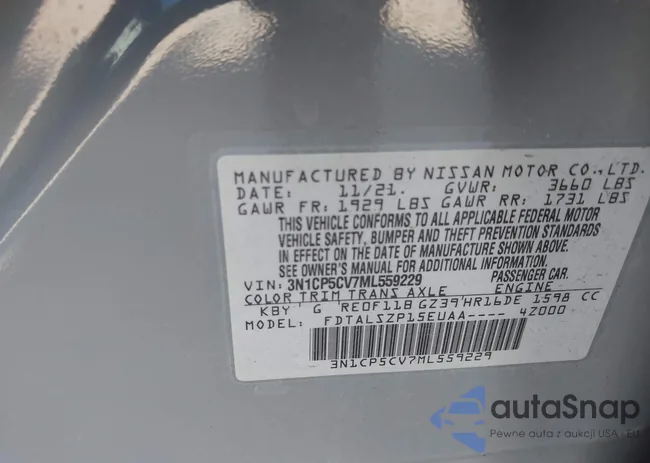 MANUFACTURED BY NISSAN MOTOR CO., LTD.
DATE: 11/21. GVWR: 3660 LBS
GAWR FR: 1929 LBS GAWR RR: 1731 LBS
THIS VEHICLE CONFORMS TO ALL APPLICABLE FEDERAL MOTOR
VEHICLE SAFETY, BUMPER AND THEFT PREVENTION STANDARDS
IN EFFECT ON THE DATE OF MANUFACTURE SHOWN ABOVE.
SEE OWNER'S MANUAL FOR ADDITIONAL INFORMATION.
VIN: 3N1CP5CV7ML559229 PASSENGER CAR.
COLOR TRIM TRANS AXLE ENGINE
KBY G RE0F11B GZ39 HR16DE 1598 CC
MODEL: FDTALSZP15EUAA---- 4Z000
3N1CP5CV7ML559229
autaSnap
Pewne auta z aukcji USA - EU